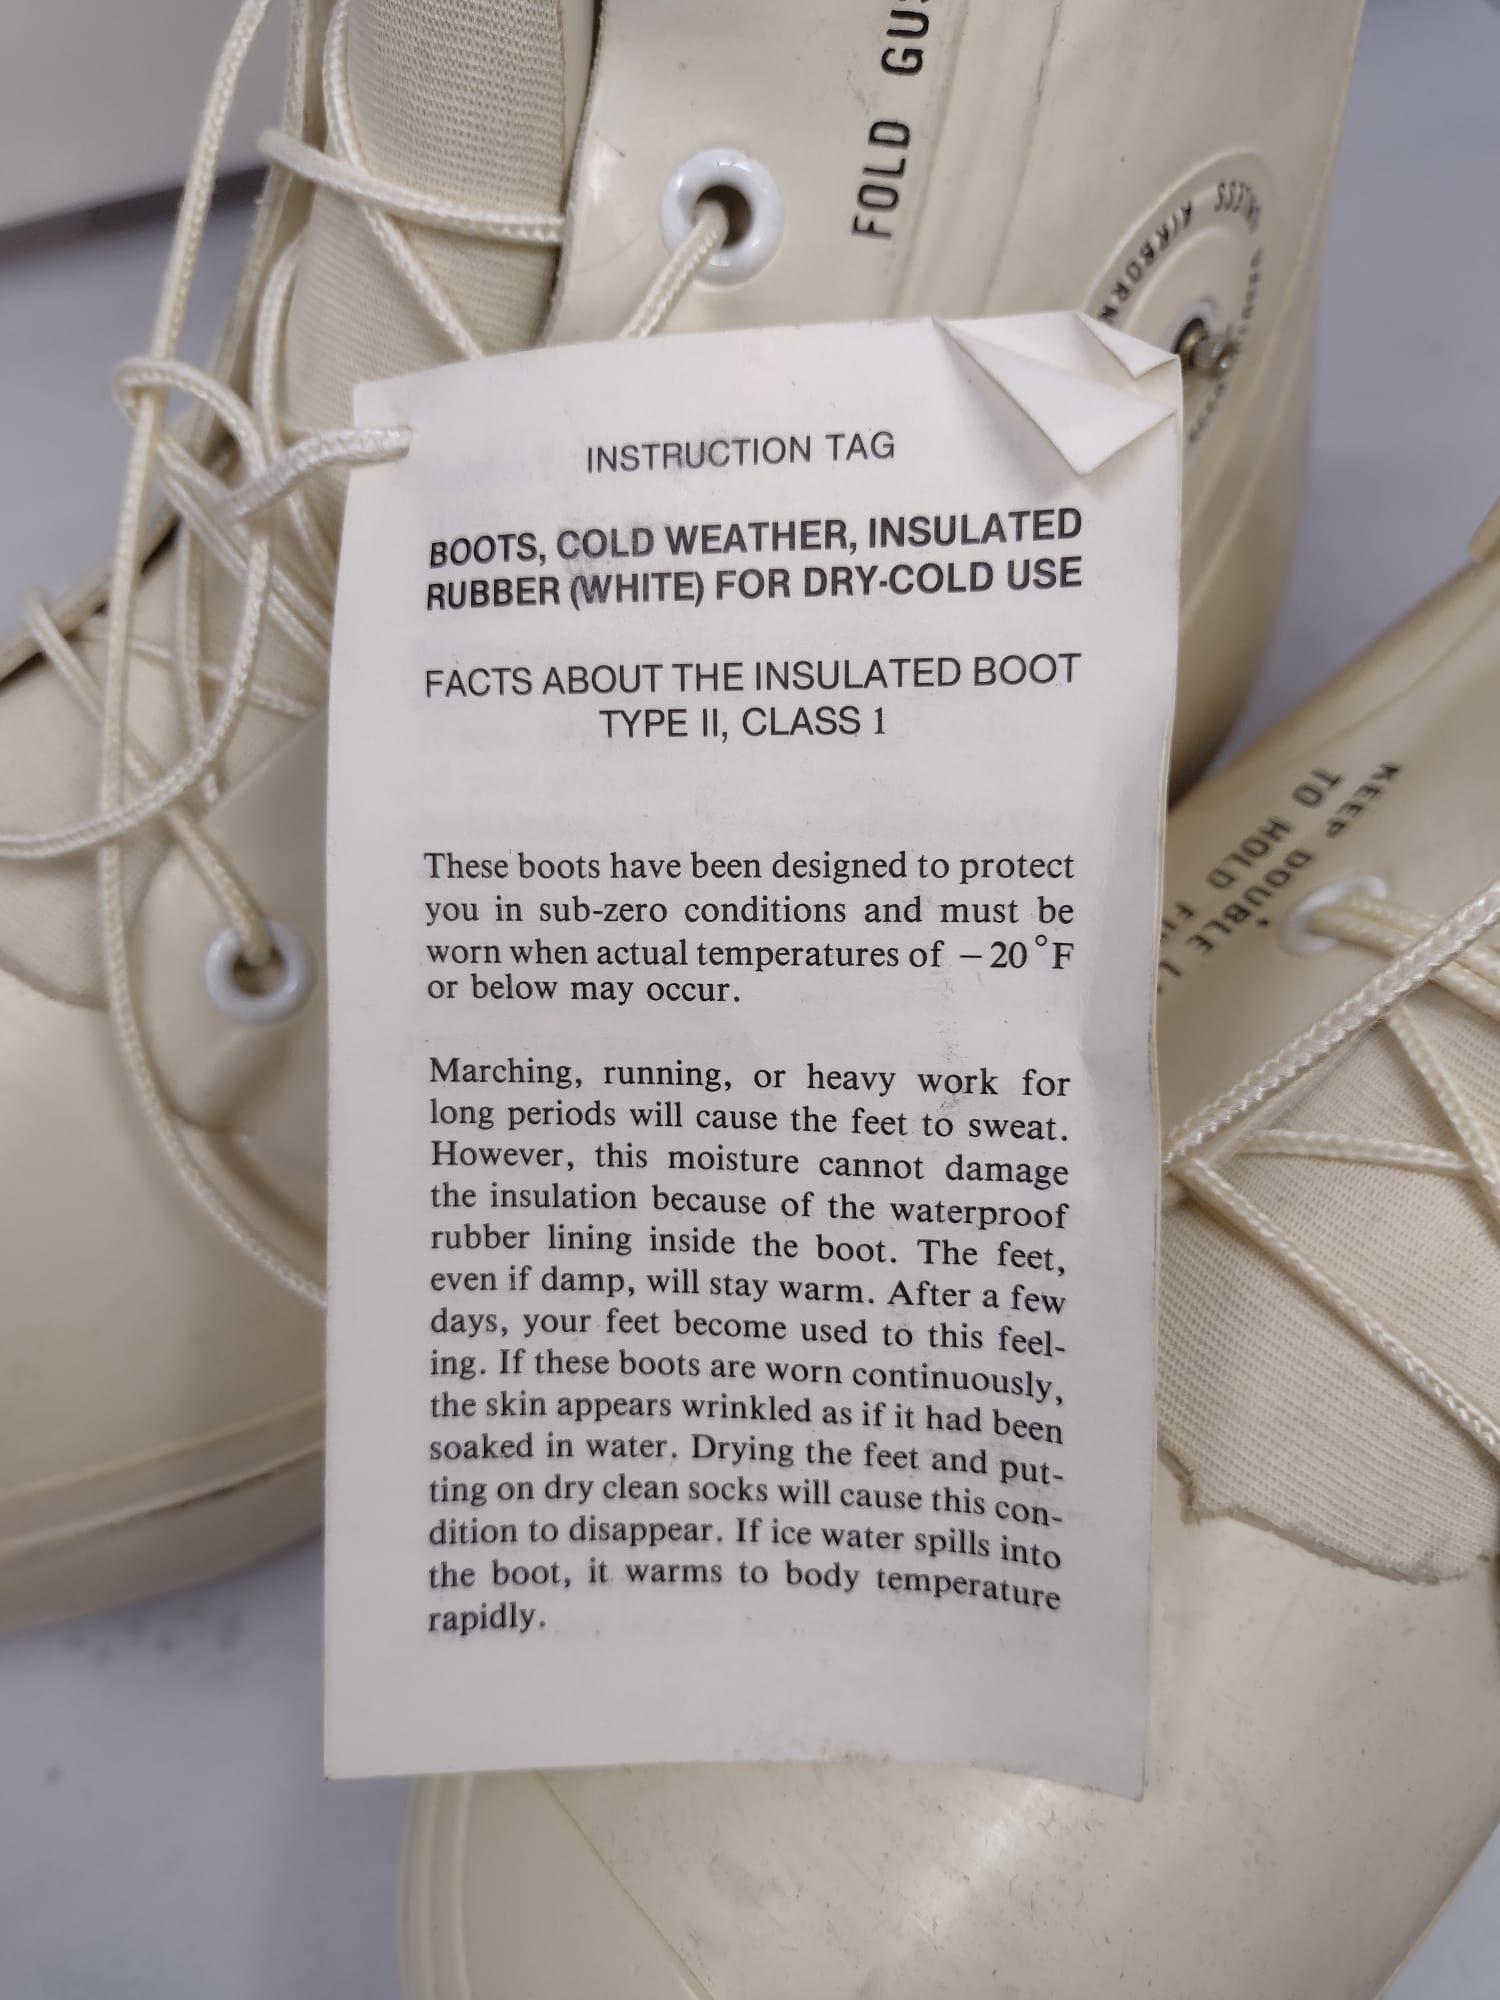 FOLD
AIRBORN
INSTRUCTION TAG
BOOTS, COLD WEATHER, INSULATED
RUBBER (WHITE) FOR DRY-COLD USE
FACTS ABOUT THE INSULATED BOOT
TYPE II, CLASS 1
These boots have been designed to protect
you in sub-zero conditions and must be
worn when actual temperatures of −20°F
or below may occur.
Marching, running, or heavy work for
long periods will cause the feet to sweat.
However, this moisture cannot damage
the insulation because of the waterproof
rubber lining inside the boot. The feet,
even if damp, will stay warm. After a few
days, your feet become used to this feel-
ing. If these boots are worn continuously,
the skin appears wrinkled as if it had been
soaked in water. Drying the feet and put-
ting on dry clean socks will cause this con-
dition to disappear. If ice water spills into
the boot, it warms to body temperature
rapidly.
KEEP DOUBLE
TO HOLD